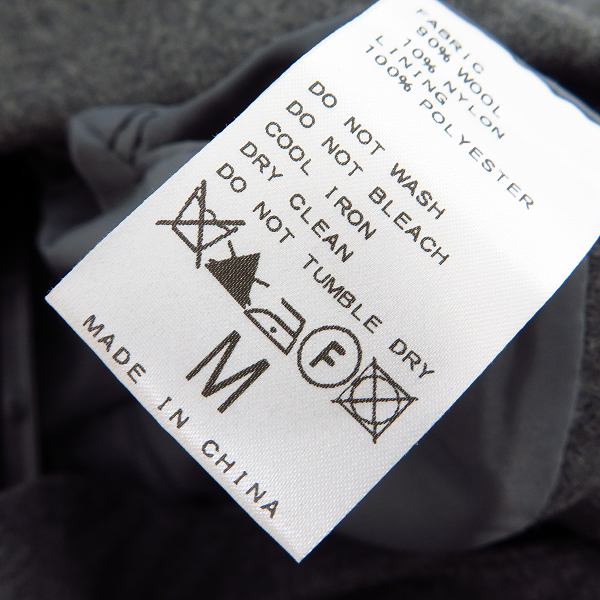 FABRIC
90% WOOL
10% NYLON
LINING
100% POLYESTER
DO NOT WASH
DO NOT BLEACH
COOL IRON
DRY CLEAN
DO NOT TUMBLE DRY
F
M
MADE IN CHINA